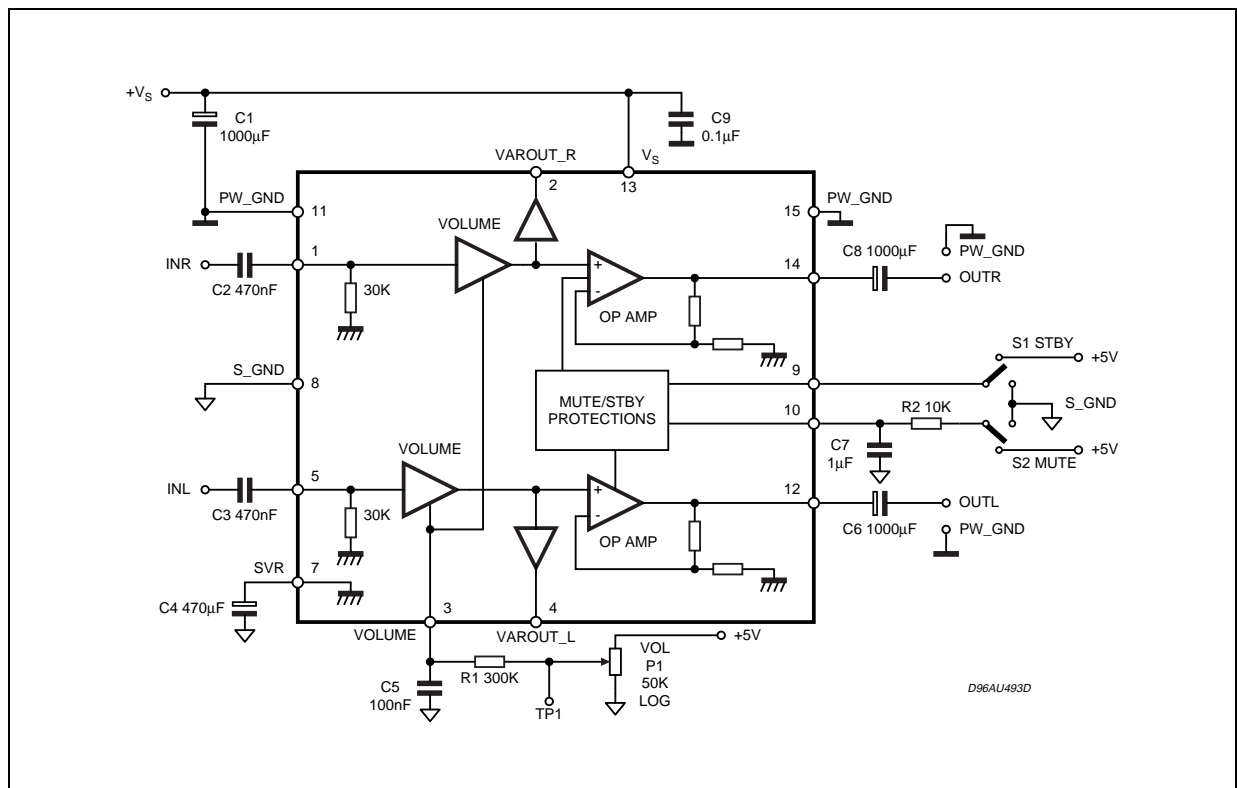 +VS
C1
1000µF
C9
0.1µF
VAROUT_R
VS
2
13
PW_GND
11
15
PW_GND
VOLUME
1
INR
C2 470nF
30K
+
-
OP AMP
14
C8 1000µF
PW_GND
OUTR
S1 STBY
+5V
S_GND
8
9
MUTE/STBY
PROTECTIONS
10
R2 10K
S_GND
C7
1µF
S2 MUTE
+5V
VOLUME
5
INL
C3 470nF
30K
+
-
OP AMP
12
C6 1000µF
OUTL
PW_GND
SVR
7
C4 470µF
3
4
VOLUME
VAROUT_L
+5V
VOL
P1
50K
LOG
R1 300K
C5
100nF
TP1
D96AU493D